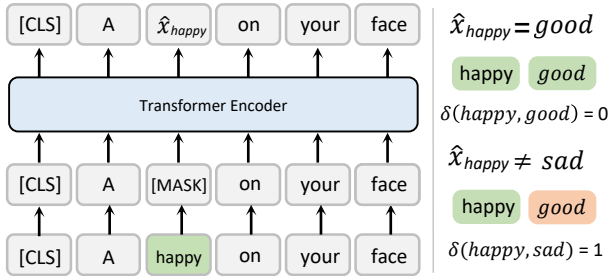 [CLS] A x̂happy on your face
Transformer Encoder
[CLS] A [MASK] on your face
[CLS] A happy on your face
x̂happy = good
happy good
δ(happy, good) = 0
x̂happy ≠ sad
happy good
δ(happy, sad) = 1